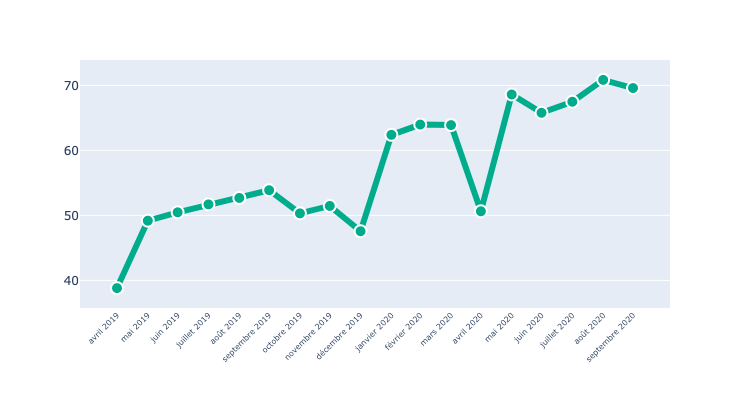 70
60
50
40
avril 2019
mai 2019
juin 2019
juillet 2019
août 2019
septembre 2019
octobre 2019
novembre 2019
décembre 2019
janvier 2020
février 2020
mars 2020
avril 2020
mai 2020
juin 2020
juillet 2020
août 2020
septembre 2020